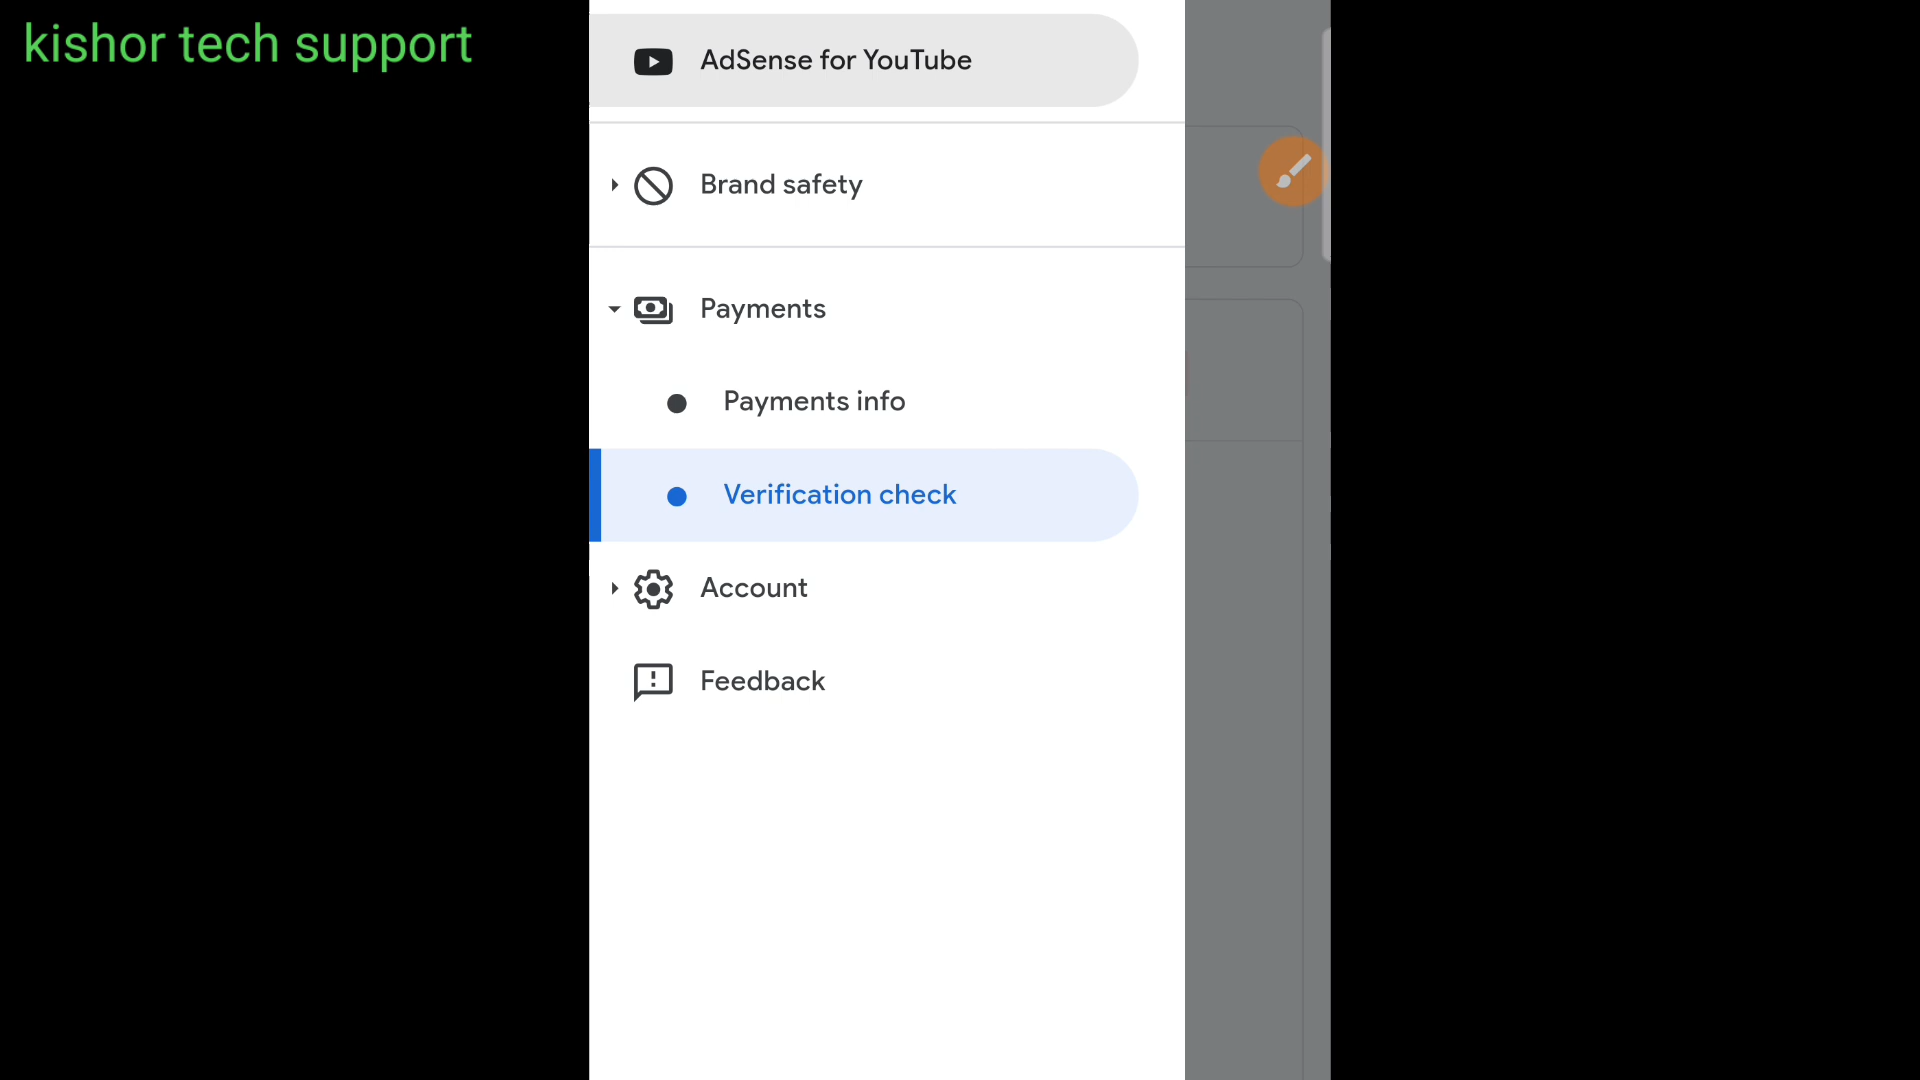 kishor tech support
AdSense for YouTube
Brand safety
Payments
Payments info
Verification check
Account
Feedback